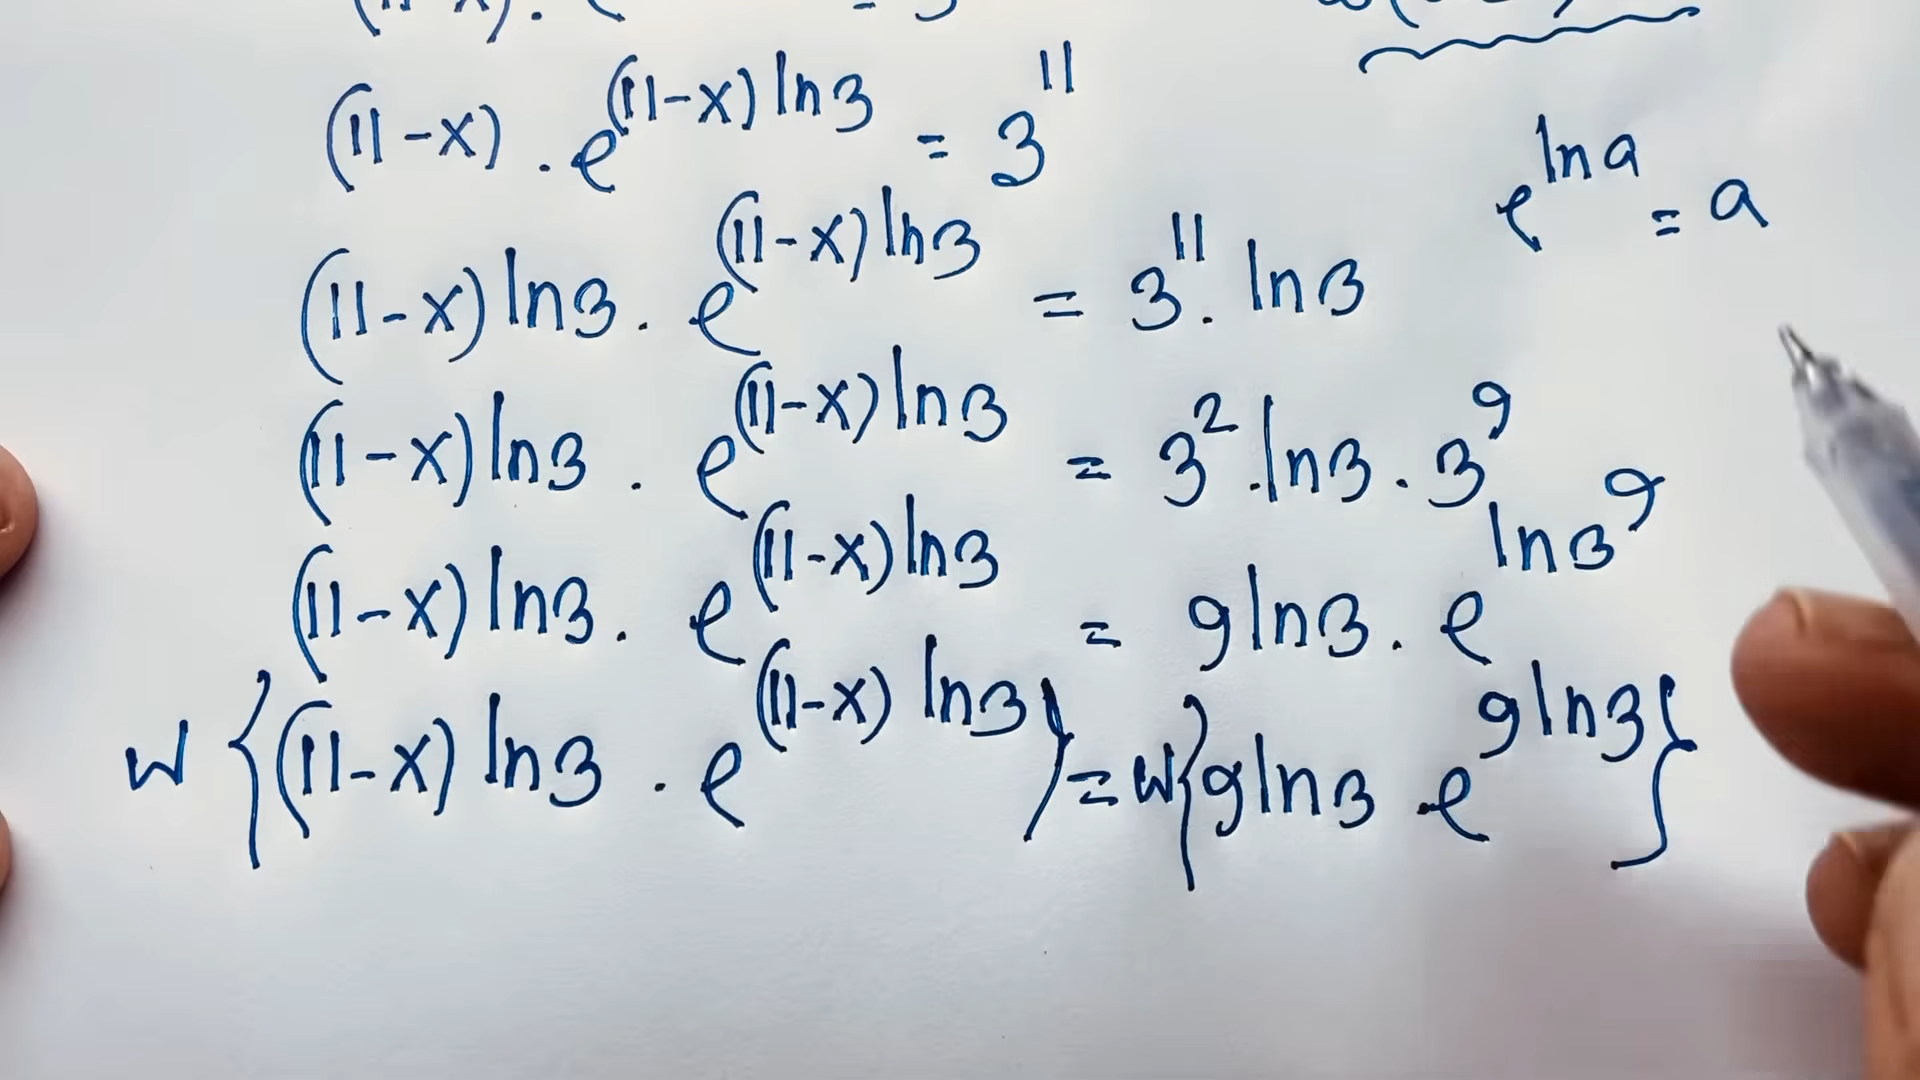 (11-x) . e^(11-x) ln3 = 3^11
e^ln a = a
(11-x) ln3 . e^(11-x) ln3 = 3^11 . ln3
(11-x) ln3 . e^(11-x) ln3 = 3^2 . ln3 . 3^9
(11-x) ln3 . e^(11-x) ln3 = 9 ln3 . e^ln3^9
W {(11-x) ln3 . e^(11-x) ln3} = W{9 ln3 . e^9 ln3}